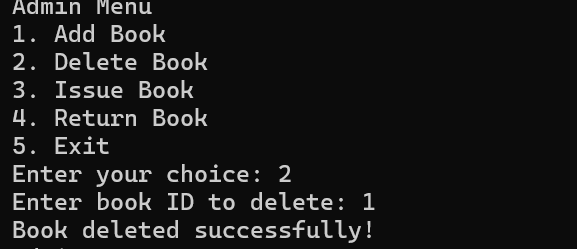 Admin Menu
1. Add Book
2. Delete Book
3. Issue Book
4. Return Book
5. Exit
Enter your choice: 2
Enter book ID to delete: 1
Book deleted successfully!